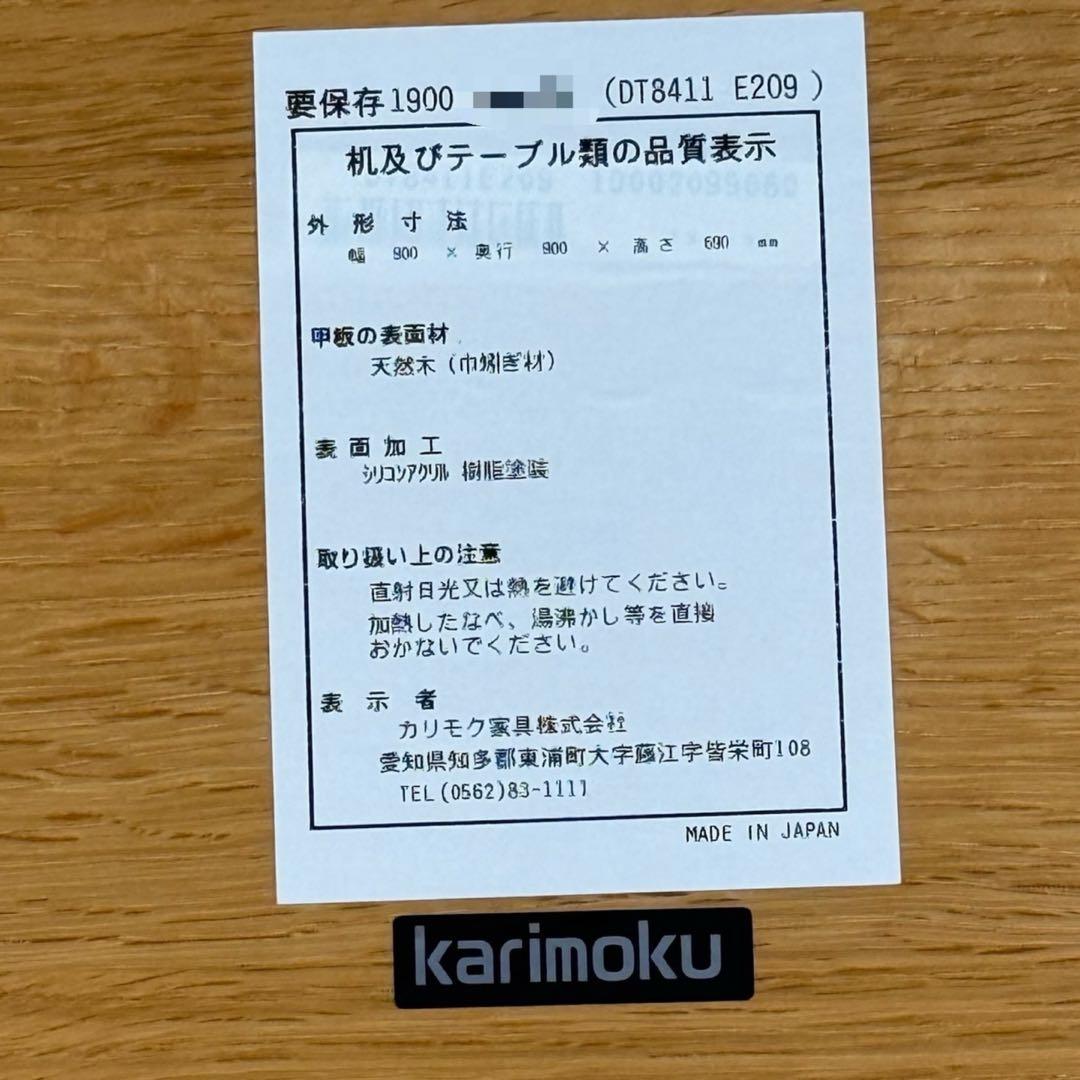 要保存1900 (DT8411 E209 )
机及びテーブル類の品質表示
外形寸法
幅 900 × 奥行 900 × 高さ 690 mm
甲板の表面材
天然木 (巾矧ぎ材)
表面加工
シリコンアクリル 樹脂塗装
取り扱い上の注意
直射日光又は熱を避けてください。
加熱したなべ、湯沸かし等を直接
おかないでください。
表示者
カリモク家具株式会社
愛知県知多郡東浦町大字藤江字皆栄町108
TEL(0562)83-1111
MADE IN JAPAN
karimoku